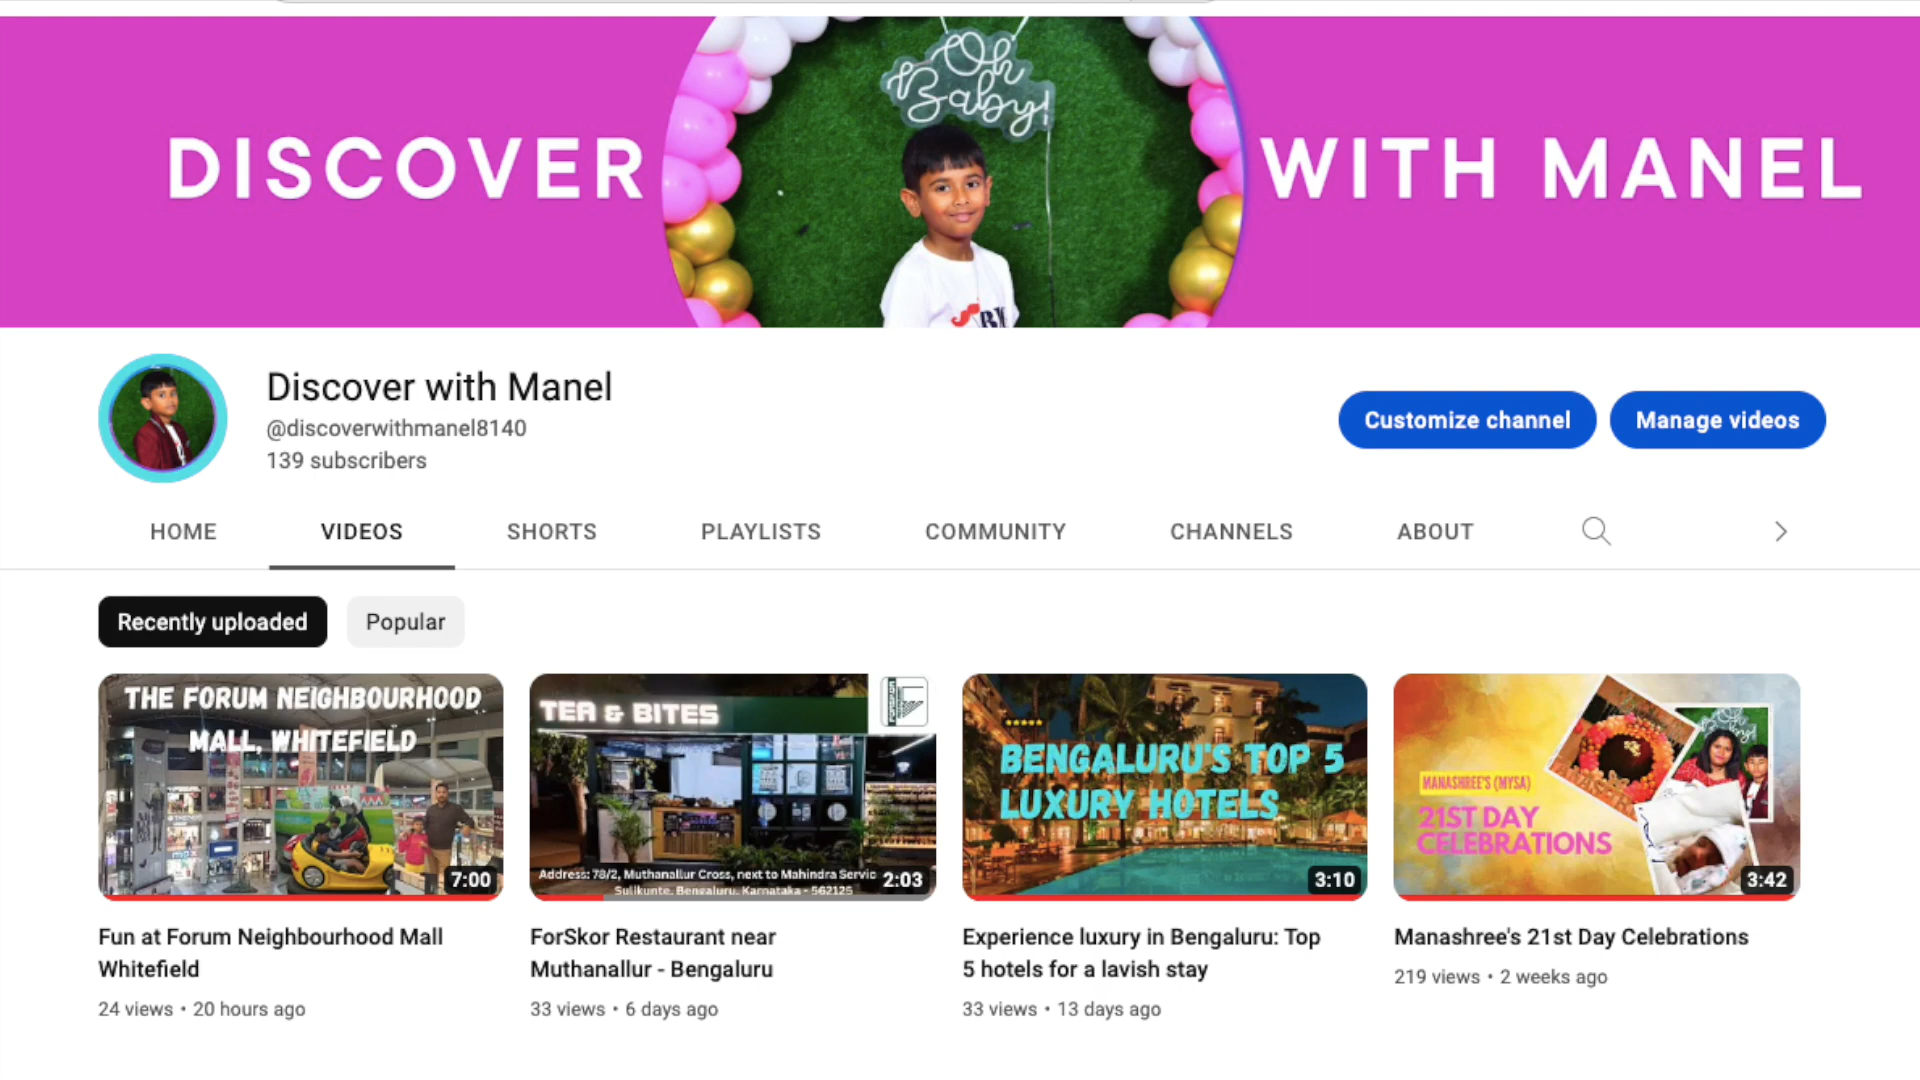 DISCOVER
Oh
Baby!
WITH MANEL
Discover with Manel
@discoverwithmanel8140
139 subscribers
Customize channel
Manage videos
HOME
VIDEOS
SHORTS
PLAYLISTS
COMMUNITY
CHANNELS
ABOUT
Recently uploaded
Popular
THE FORUM NEIGHBOURHOOD
MALL, WHITEFIELD
7:00
Fun at Forum Neighbourhood Mall
Whitefield
24 views • 20 hours ago
TEA & BITES
Address: 78/2, Muthanallur Cross, next to Mahindra Servic
Sulikunte, Bengaluru, Karnataka - 562125
2:03
ForSkor Restaurant near
Muthanallur - Bengaluru
33 views • 6 days ago
BENGALURU'S TOP 5
LUXURY HOTELS
3:10
Experience luxury in Bengaluru: Top
5 hotels for a lavish stay
33 views • 13 days ago
MANASHREE'S (MYSA)
21ST DAY
CELEBRATIONS
3:42
Manashree's 21st Day Celebrations
219 views • 2 weeks ago